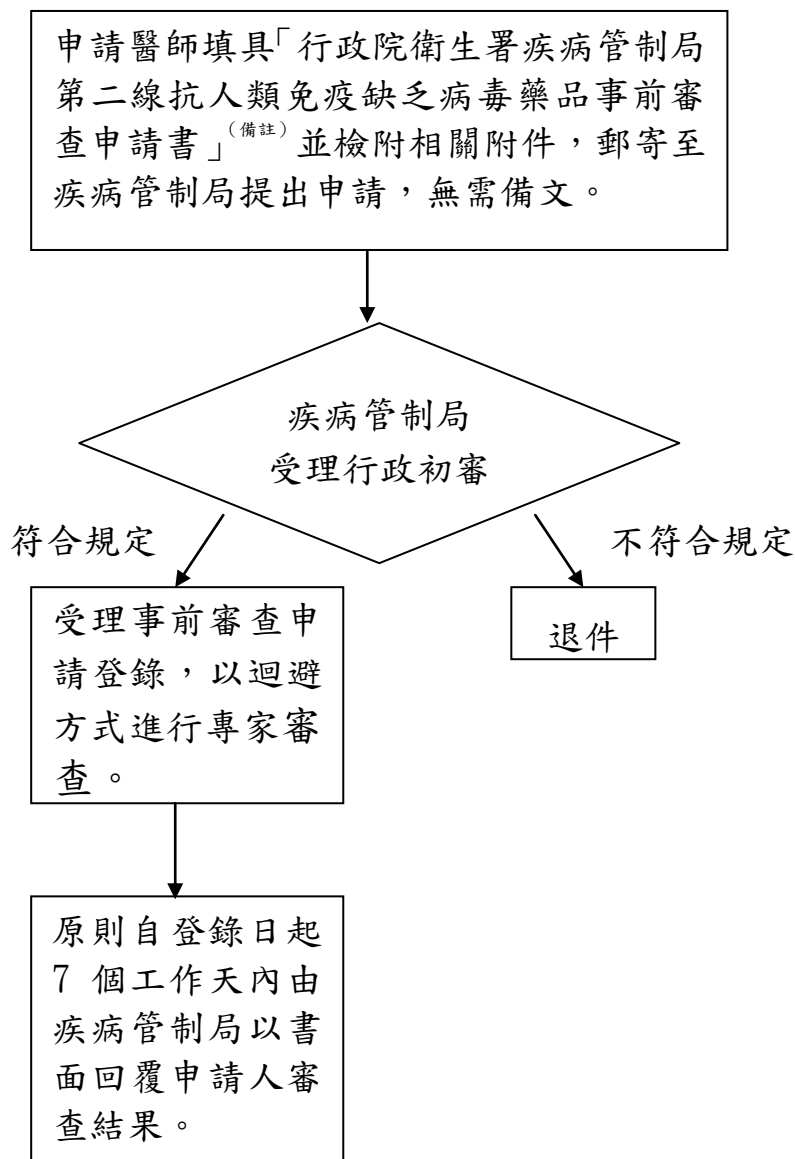 申請醫師填具「行政院衛生署疾病管制局
第二線抗人類免疫缺乏病毒藥品事前審
查申請書」(備註)並檢附相關附件，郵寄至
疾病管制局提出申請，無需備文。
疾病管制局
受理行政初審
符合規定
不符合規定
受理事前審查申
請登錄，以迴避
方式進行專家審
查。
退件
原則自登錄日起
7 個工作天內由
疾病管制局以書
面回覆申請人審
查結果。